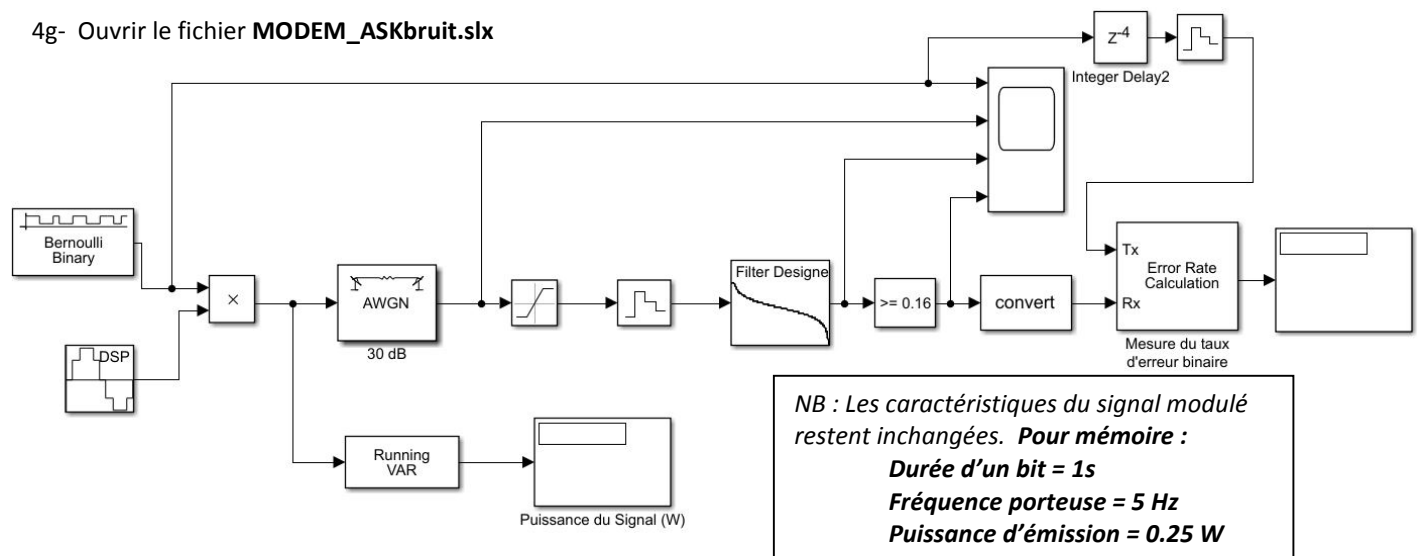 4g- Ouvrir le fichier MODEM_ASKbruit.slx
Z-4
Integer Delay2
Bernoulli
Binary
×
DSP
AWGN
30 dB
Filter Designe
>= 0.16
convert
Tx
Rx
Error Rate
Calculation
Mesure du taux
d'erreur binaire
Running
VAR
Puissance du Signal (W)
NB : Les caractéristiques du signal modulé
restent inchangées. Pour mémoire :
Durée d’un bit = 1s
Fréquence porteuse = 5 Hz
Puissance d’émission = 0.25 W